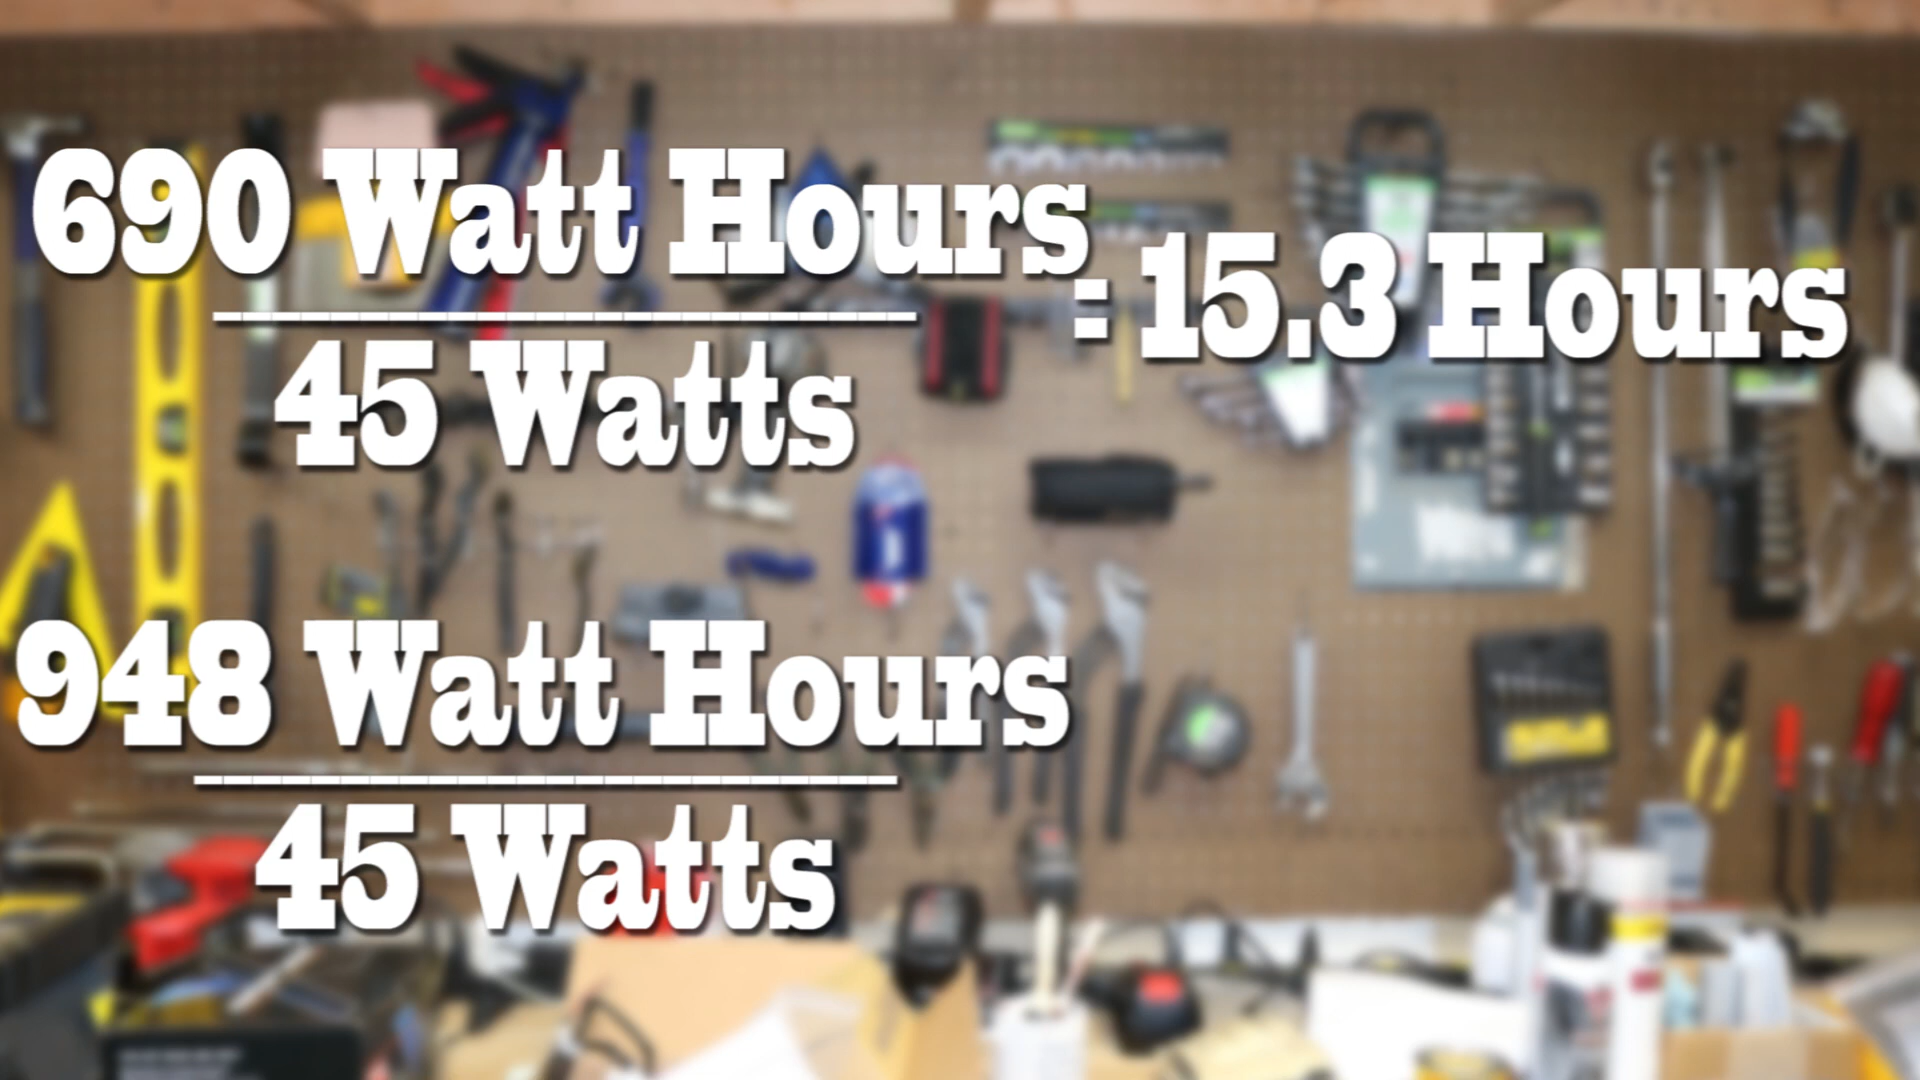 690 Watt Hours
45 Watts
= 15.3 Hours
948 Watt Hours
45 Watts